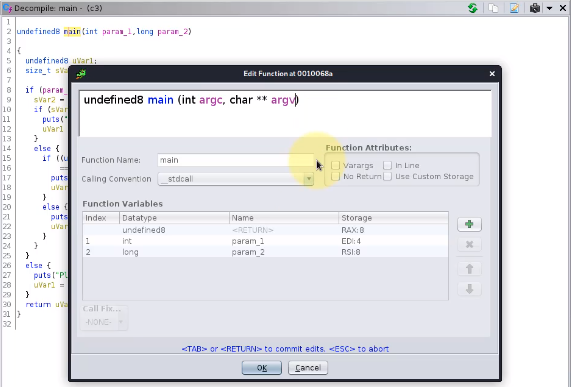 Decompile: main - (c3)
1
2 undefined8 main(int param_1,long param_2)
3
4 {
5 undefined8 uVar1;
6 size_t sVa
7
8 if (param_
9 sVar2 =
10 if (sVa
11 puts("
12 uVar1
13 }
14 else {
15 if ((u
16 ==
17 puts
18 uVar
19 }
20 else {
21 puts
22 uVar
23 }
24 }
25 }
26 else {
27 puts("Pl
28 uVar1 =
29 }
30 return uVar
31 }
32
Edit Function at 0010068a
undefined8 main (int argc, char ** argv)
Function Name: main
Calling Convention __stdcall
Function Attributes:
Varargs In Line
No Return Use Custom Storage
Function Variables
Index Datatype Name Storage
undefined8 <RETURN> RAX:8
1 int param_1 EDI:4
2 long param_2 RSI:8
Call Fix...
-NONE-
<TAB> or <RETURN> to commit edits. <ESC> to abort
OK Cancel